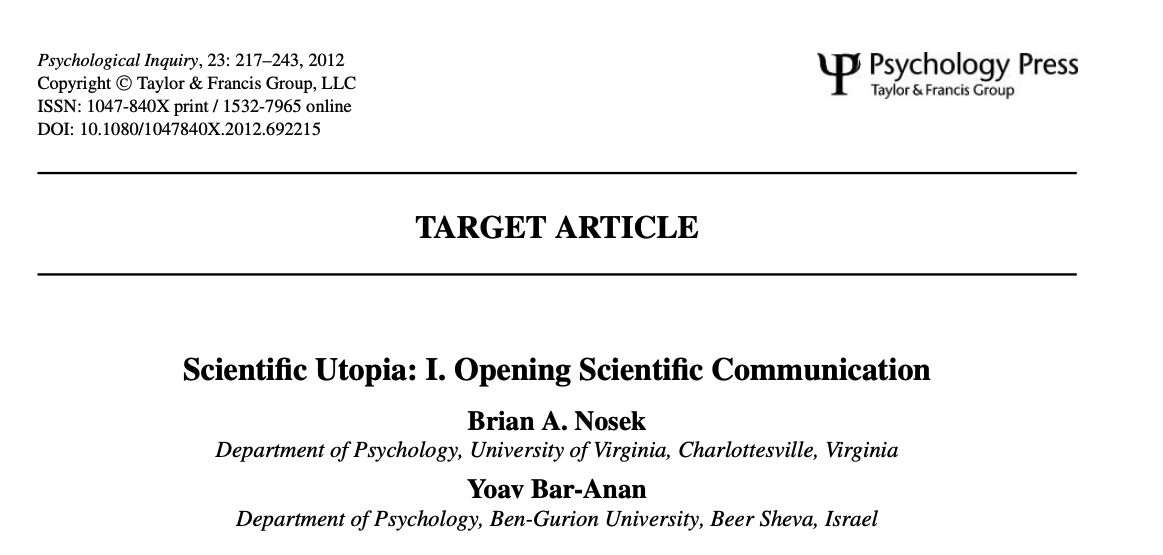 Psychological Inquiry, 23: 217–243, 2012
Copyright © Taylor & Francis Group, LLC
ISSN: 1047-840X print / 1532-7965 online
DOI: 10.1080/1047840X.2012.692215
Psychology Press
Taylor & Francis Group
TARGET ARTICLE
Scientific Utopia: I. Opening Scientific Communication
Brian A. Nosek
Department of Psychology, University of Virginia, Charlottesville, Virginia
Yoav Bar-Anan
Department of Psychology, Ben-Gurion University, Beer Sheva, Israel